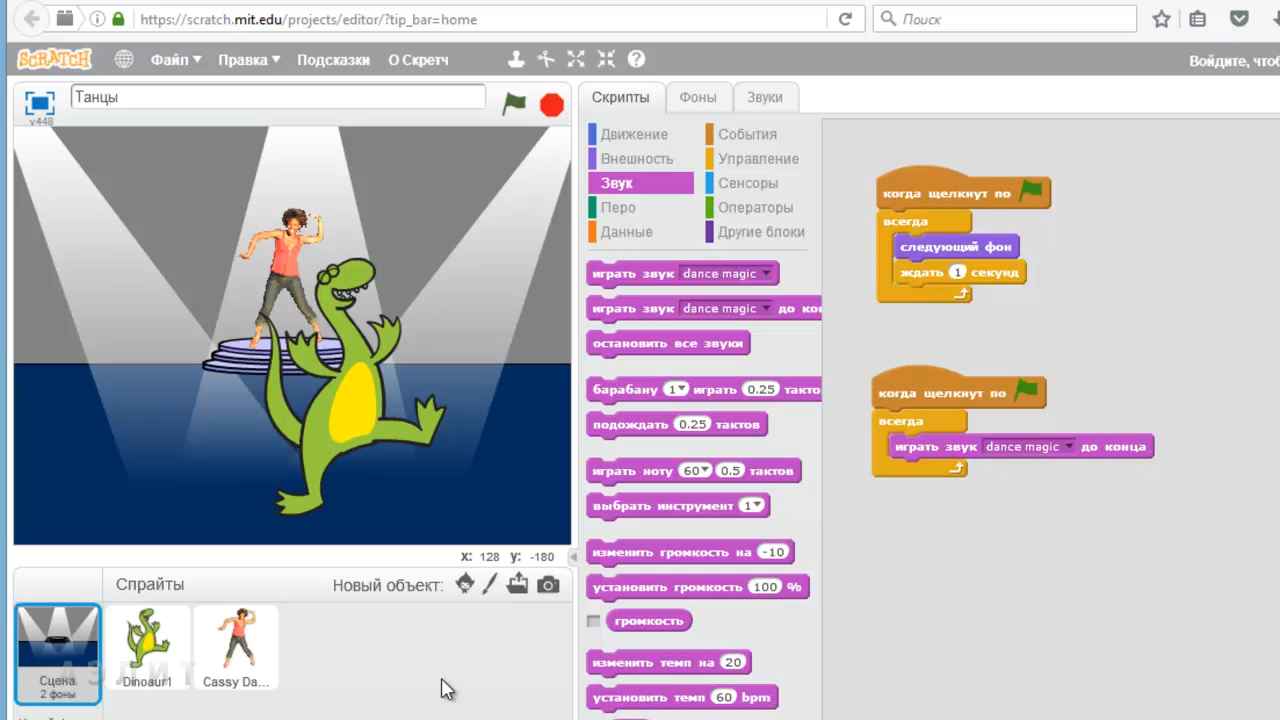 https://scratch.mit.edu/projects/editor/?tip_bar=home
Поиск
SCRATCH
Файл
Правка
Подсказки
О Скретч
Войдите, что
v448
Танцы
Скрипты
Фоны
Звуки
Движение
События
Внешность
Управление
Звук
Сенсоры
Перо
Операторы
Данные
Другие блоки
играть звук dance magic
играть звук dance magic до кон
остановить все звуки
барабану 1 играть 0.25 такто
подождать 0.25 тактов
играть ноту 60 0.5 тактов
выбрать инструмент 1
изменить громкость на -10
установить громкость 100 %
громкость
изменить темп на 20
установить темп 60 bpm
когда щелкнут по
всегда
следующий фон
ждать 1 секунд
когда щелкнут по
всегда
играть звук dance magic до конца
x: 128 y: -180
Спрайты
Новый объект:
Сцена
2 фоны
Dinoaur1
Cassy Da...